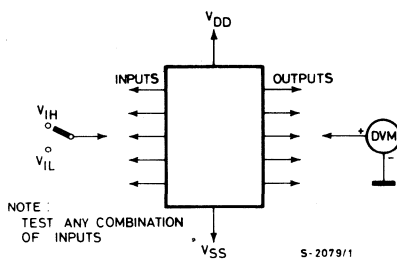 VDD
INPUTS
OUTPUTS
VIH
VIL
+
DVM
-
NOTE :
TEST ANY COMBINATION
OF INPUTS
VSS
S-2079/1